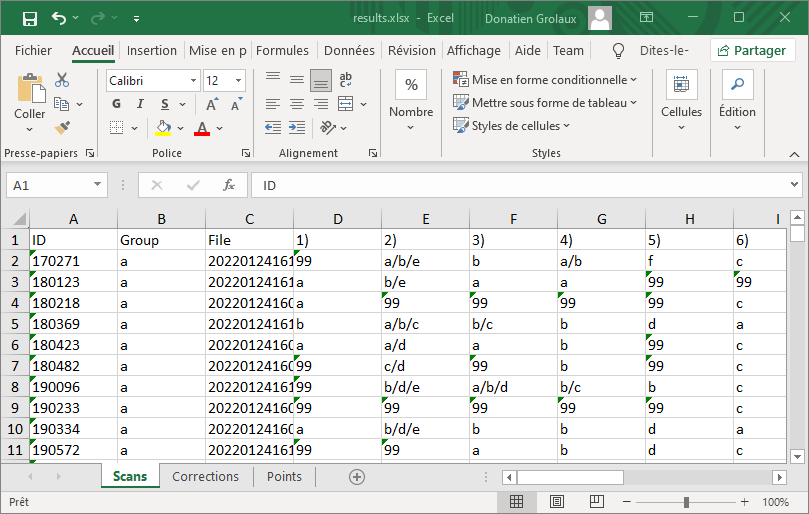 results.xlsx - Excel Donatien Grolaux
Fichier Accueil Insertion Mise en p Formules Données Révision Affichage Aide Team Dites-le- Partager
Calibri 12 ab Mise en forme conditionnelle
Coller G I S A A c % Mettre sous forme de tableau
A Nombre Styles de cellules Cellules Édition
Presse-papiers Police Alignement Styles
A1 fx ID
A B C D E F G H I
1 ID Group File 1) 2) 3) 4) 5) 6)
2 170271 a 20220124161 99 a/b/e b a/b f c
3 180123 a 20220124161 a b/e a a 99 99
4 180218 a 20220124160 a 99 99 99 99 c
5 180369 a 20220124161 b a/b/c b/c b d a
6 180423 a 20220124160 a a/d a b 99 c
7 180482 a 20220124160 99 c/d 99 b 99 c
8 190096 a 20220124161 99 b/d/e a/b/d b/c b c
9 190233 a 20220124160 99 99 99 99 99 c
10 190334 a 20220124160 a b/d/e b b d a
11 190572 a 20220124161 99 99 a b d c
Scans Corrections Points
Prêt 100%